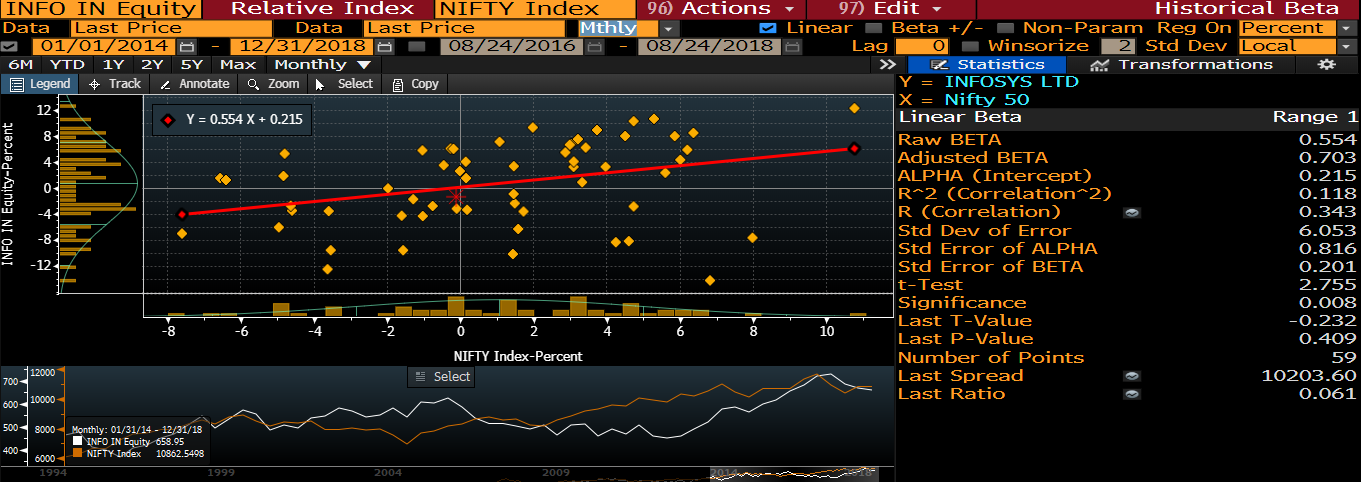 INFO IN Equity Relative Index NIFTY Index 96) Actions 97) Edit Historical Beta
Data Last Price Data Last Price Mthly Linear Beta +/- Non-Param Reg On Percent
01/01/2014 - 12/31/2018 08/24/2016 - 08/24/2018 Lag 0 Winsorize 2 Std Dev Local
6M YTD 1Y 2Y 5Y Max Monthly Statistics Transformations
Legend Track Annotate Zoom Select Copy
Y = INFOSYS LTD
X = Nifty 50
Linear Beta Range 1
Raw BETA 0.554
Adjusted BETA 0.703
ALPHA (Intercept) 0.215
R^2 (Correlation^2) 0.118
R (Correlation) 0.343
Std Dev of Error 6.053
Std Error of ALPHA 0.816
Std Error of BETA 0.201
t-Test 2.755
Significance 0.008
Last T-Value -0.232
Last P-Value 0.409
Number of Points 59
Last Spread 10203.60
Last Ratio 0.061
Y = 0.554 X + 0.215
INFO IN Equity-Percent
12
8
4
0
-4
-8
-12
-8 -6 -4 -2 0 2 4 6 8 10
NIFTY Index-Percent
Select
700 12000
600 10000
500 8000
400 6000
Monthly: 01/31/14 - 12/31/18
INFO IN Equity 658.95
NIFTY Index 10862.5498
1994 1999 2004 2009 2014 2018